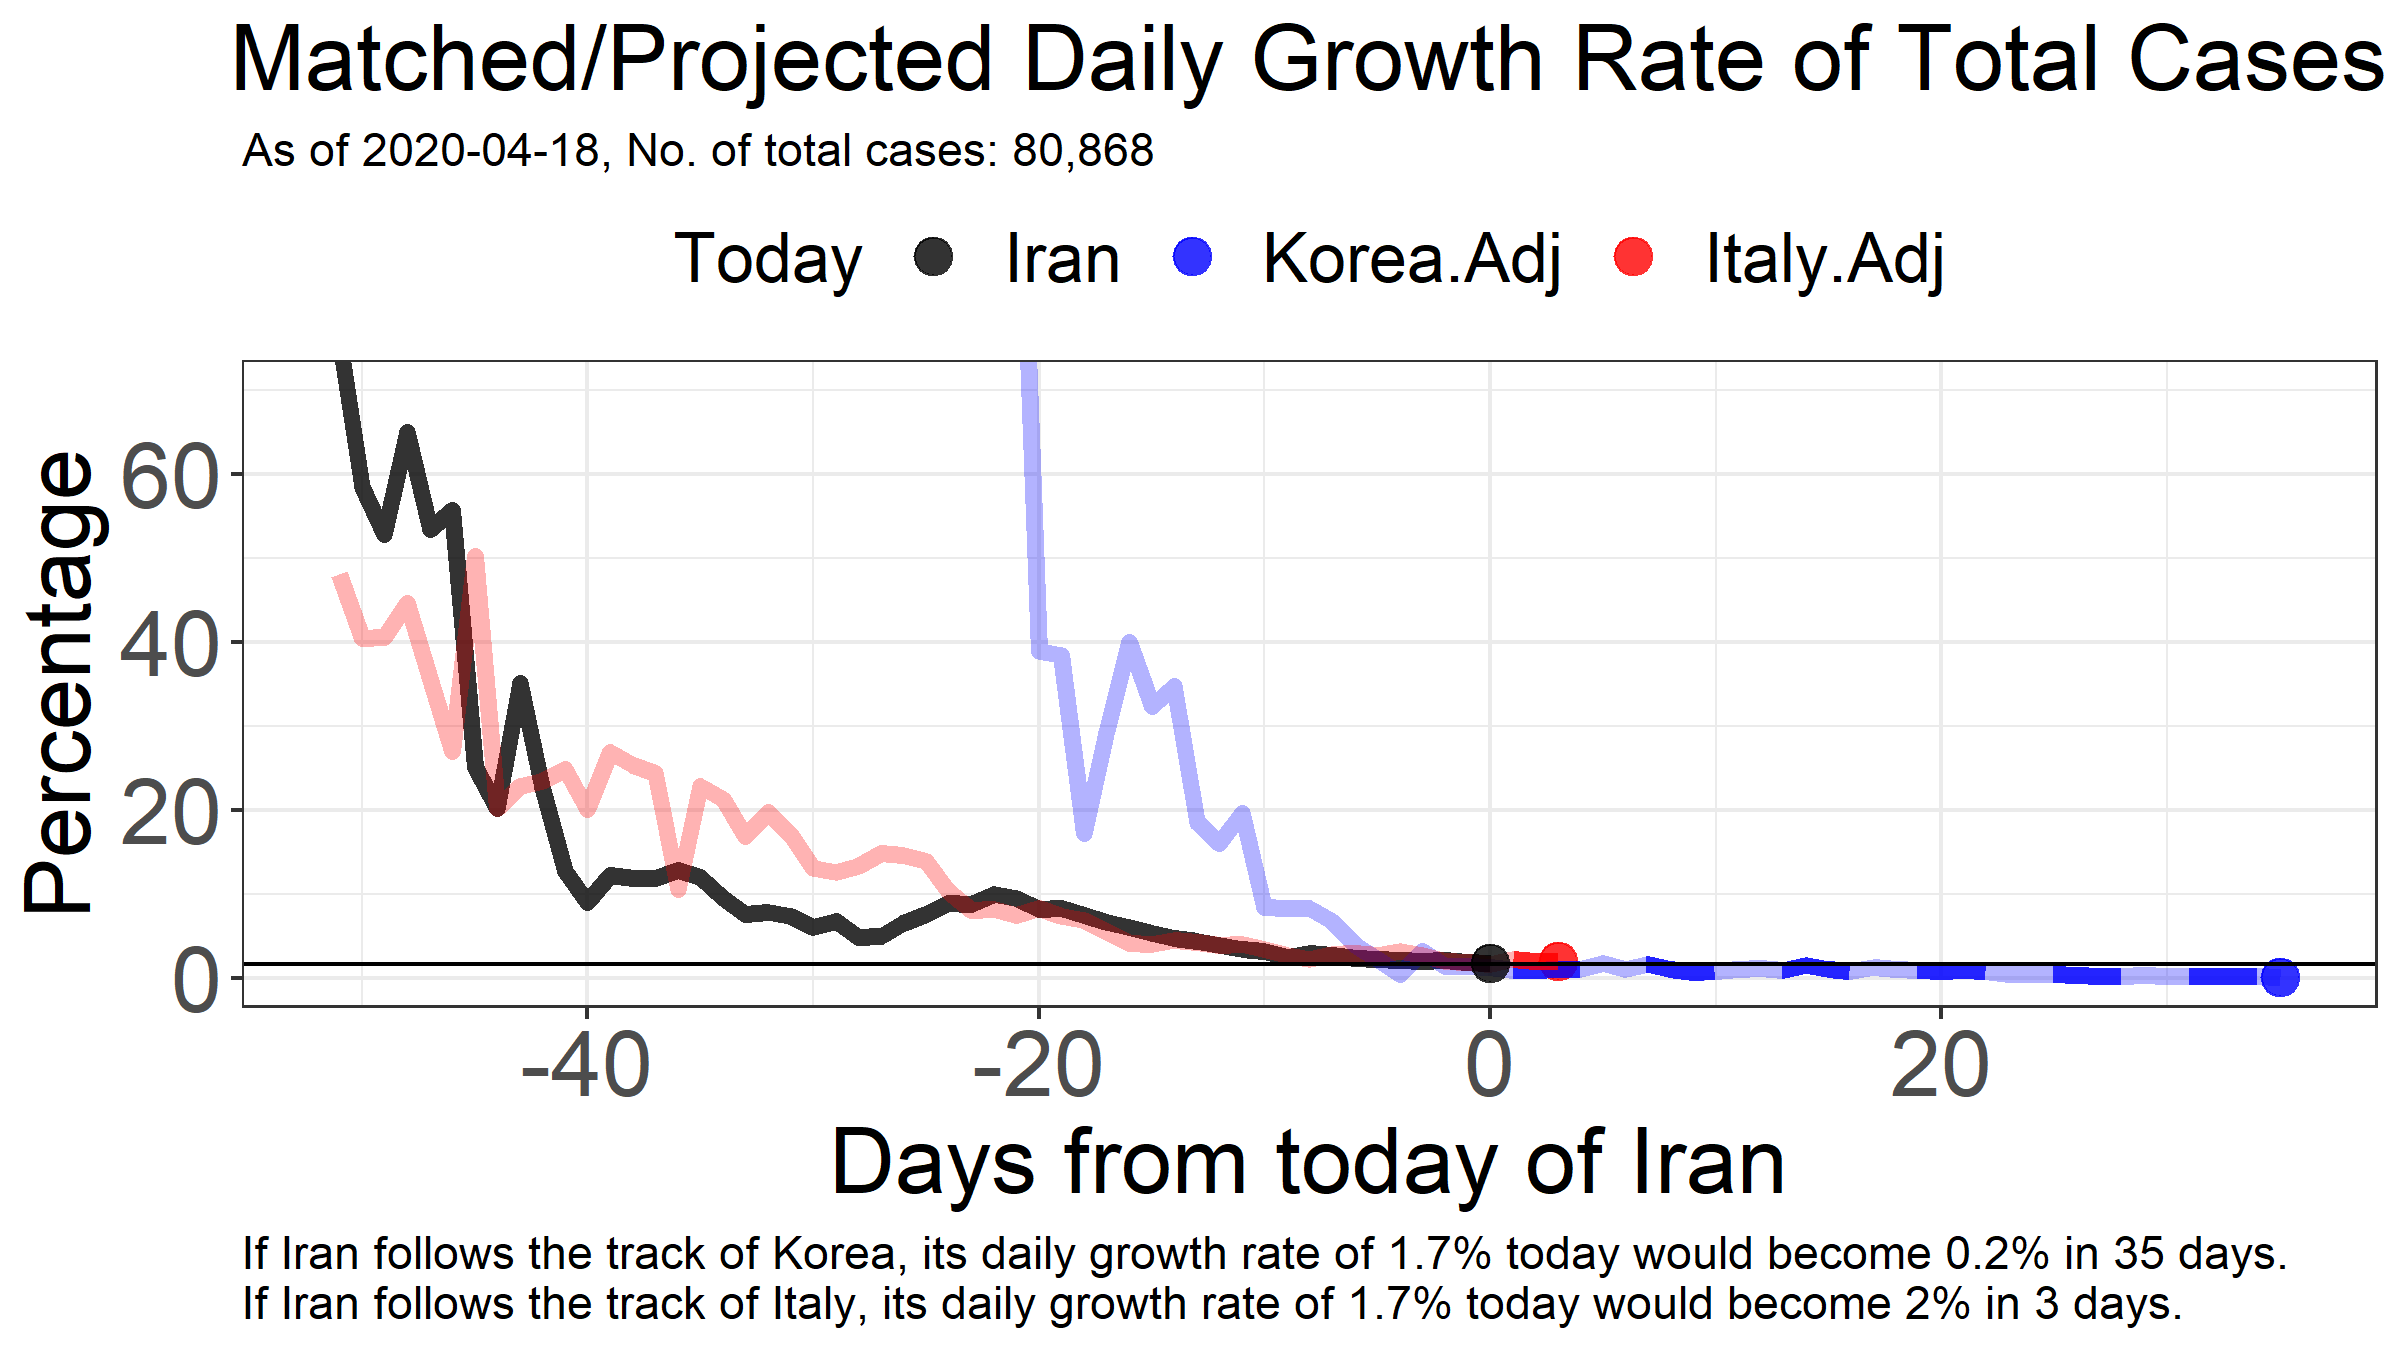 Matched/Projected Daily Growth Rate of Total Cases
As of 2020-04-18, No. of total cases: 80,868
Today Iran Korea.Adj Italy.Adj
Percentage
60
40
20
0
-40 -20 0 20
Days from today of Iran
If Iran follows the track of Korea, its daily growth rate of 1.7% today would become 0.2% in 35 days.
If Iran follows the track of Italy, its daily growth rate of 1.7% today would become 2% in 3 days.